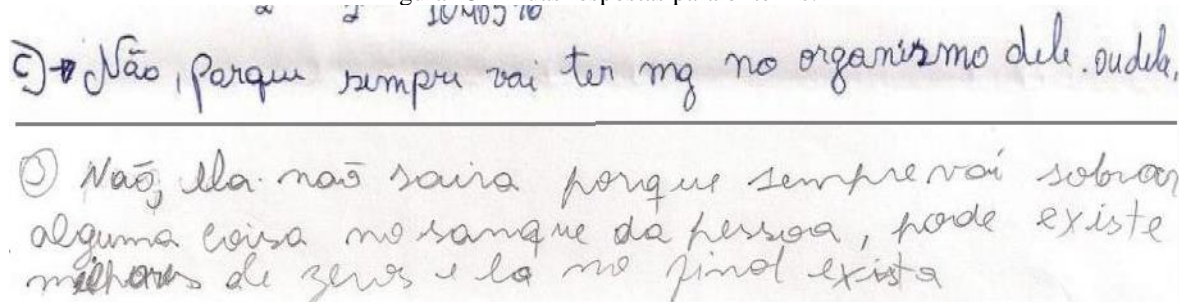 c) Não, Porque sempre vai ter mg no organismo dele. ou dela,
c) Não, Ela não saira porque sempre vai sobrar
alguma coisa no sangue da pessoa, pode existe
milhares de zeros e la no final exista